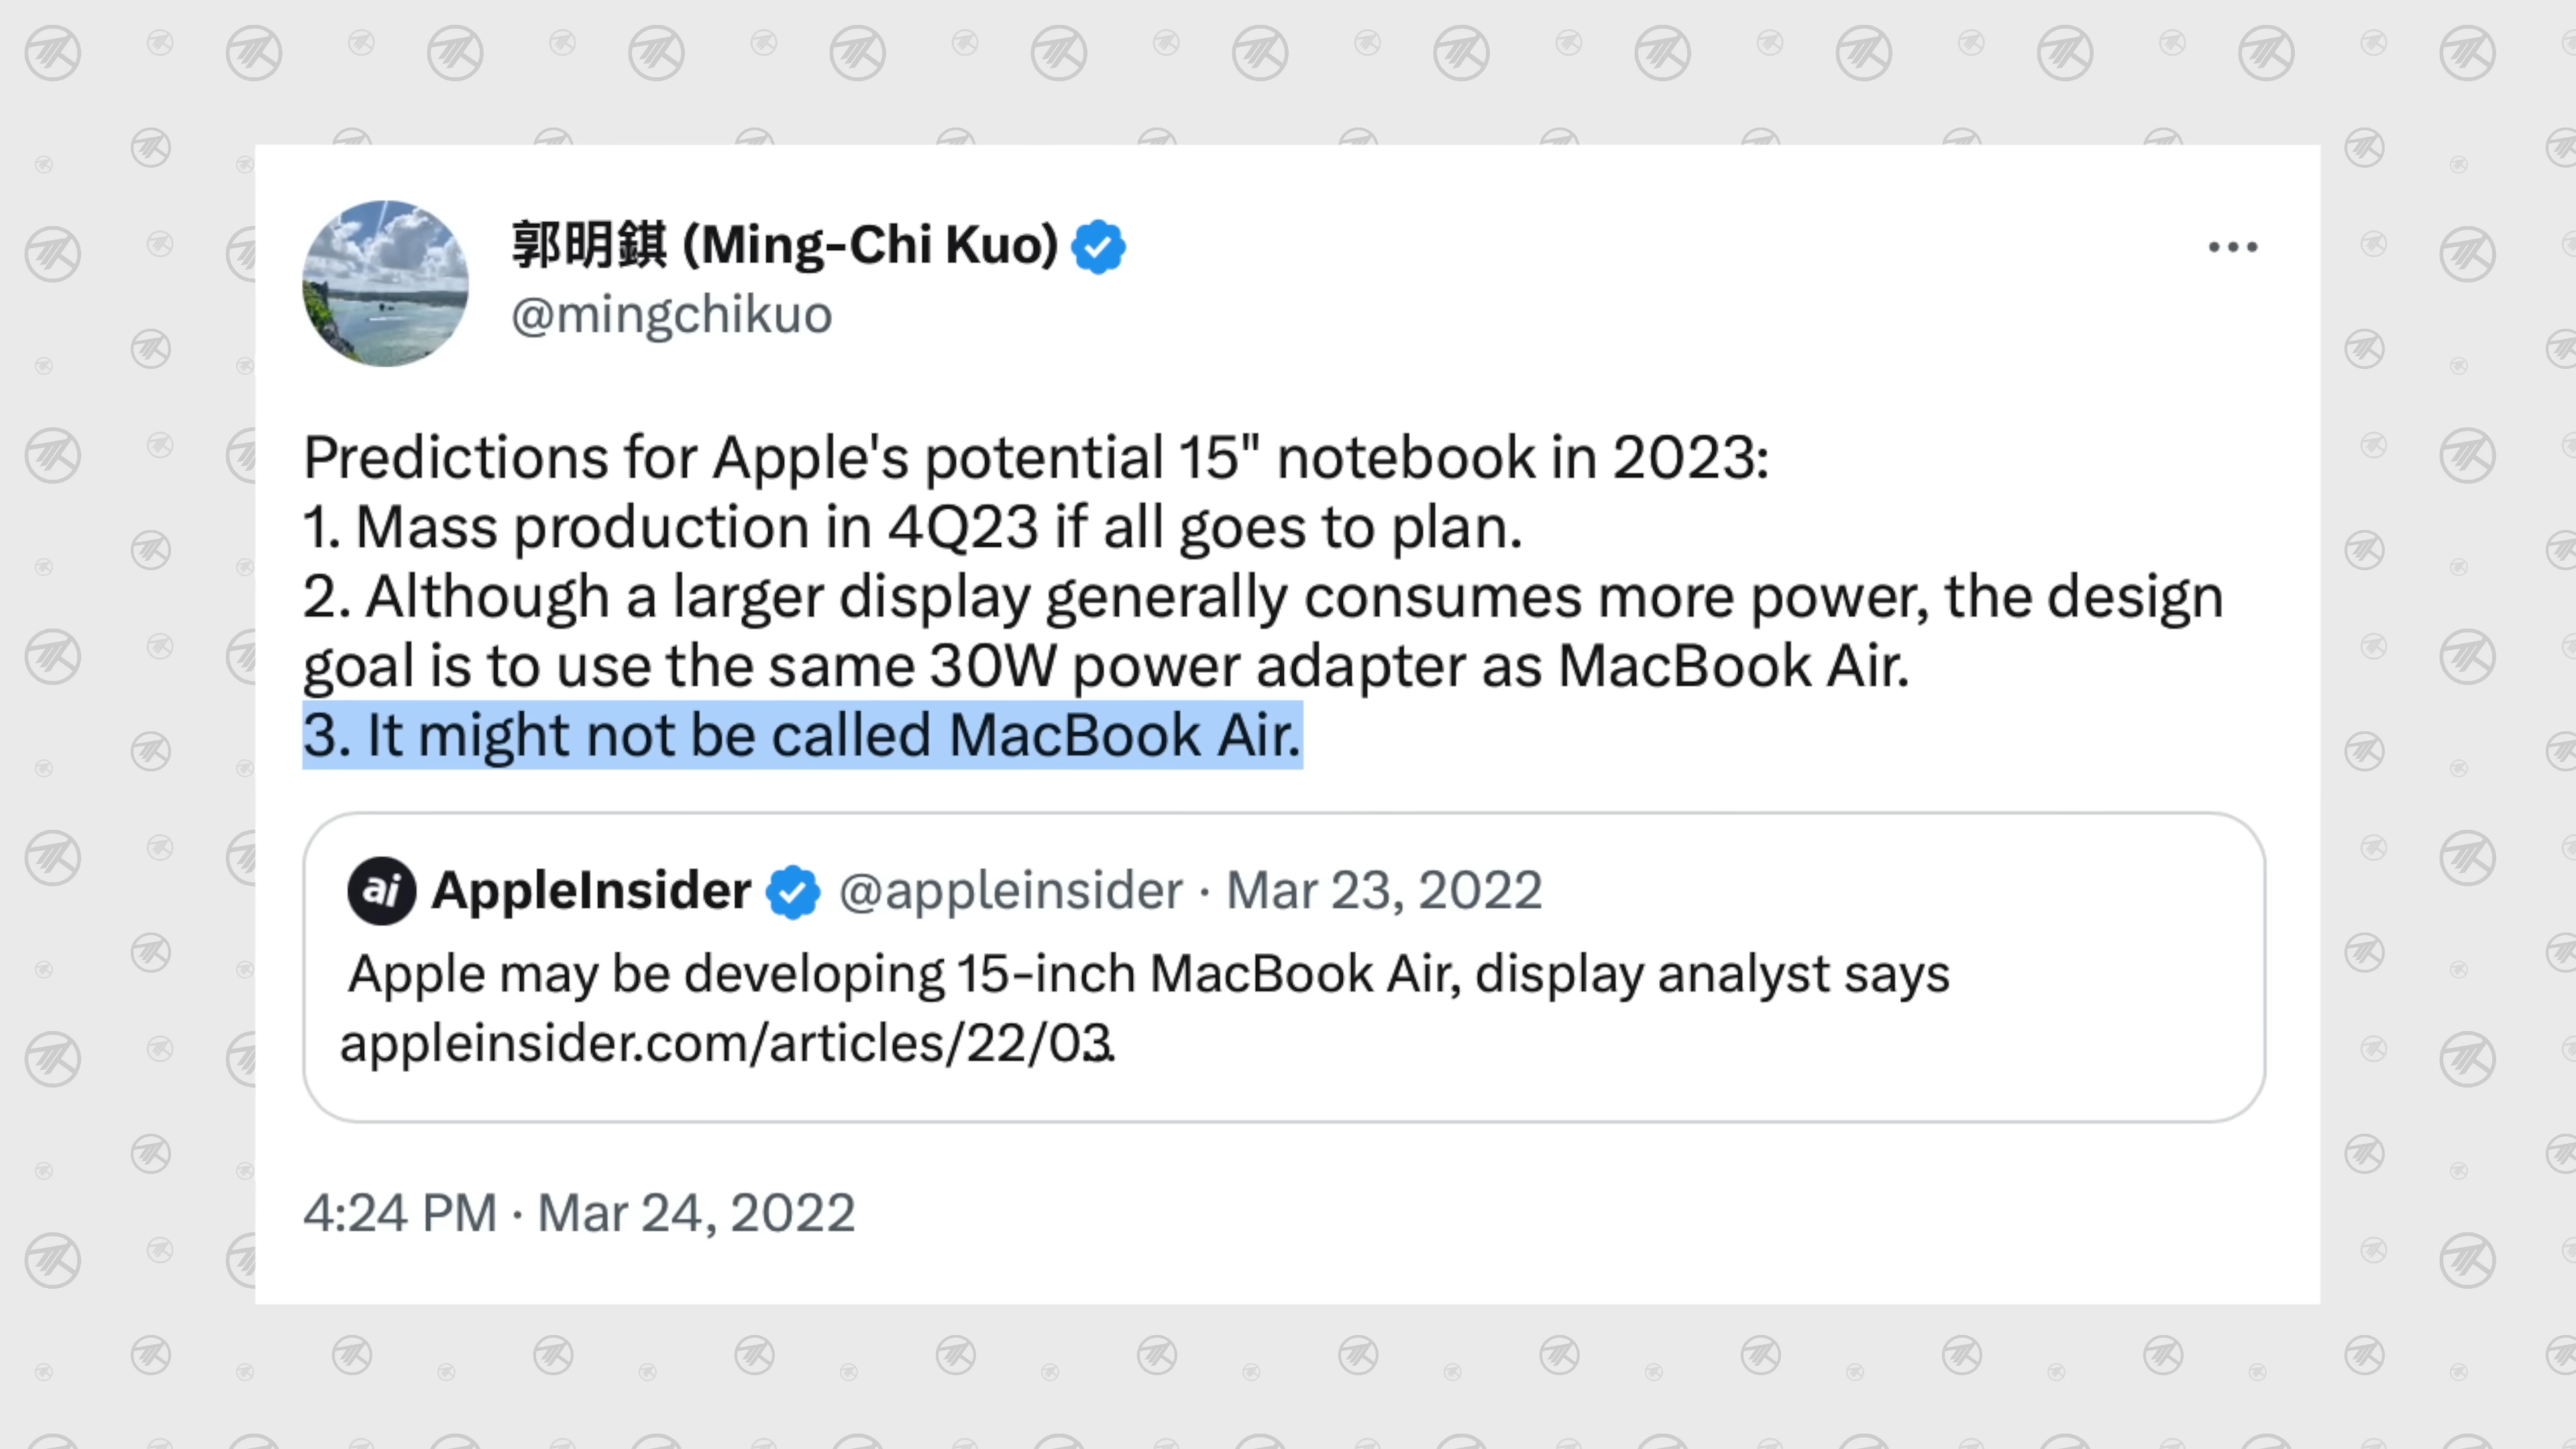 郭明錤 (Ming-Chi Kuo)
@mingchikuo
Predictions for Apple's potential 15" notebook in 2023:
1. Mass production in 4Q23 if all goes to plan.
2. Although a larger display generally consumes more power, the design
goal is to use the same 30W power adapter as MacBook Air.
3. It might not be called MacBook Air.
ai AppleInsider @appleinsider · Mar 23, 2022
Apple may be developing 15-inch MacBook Air, display analyst says
appleinsider.com/articles/22/03…
4:24 PM · Mar 24, 2022